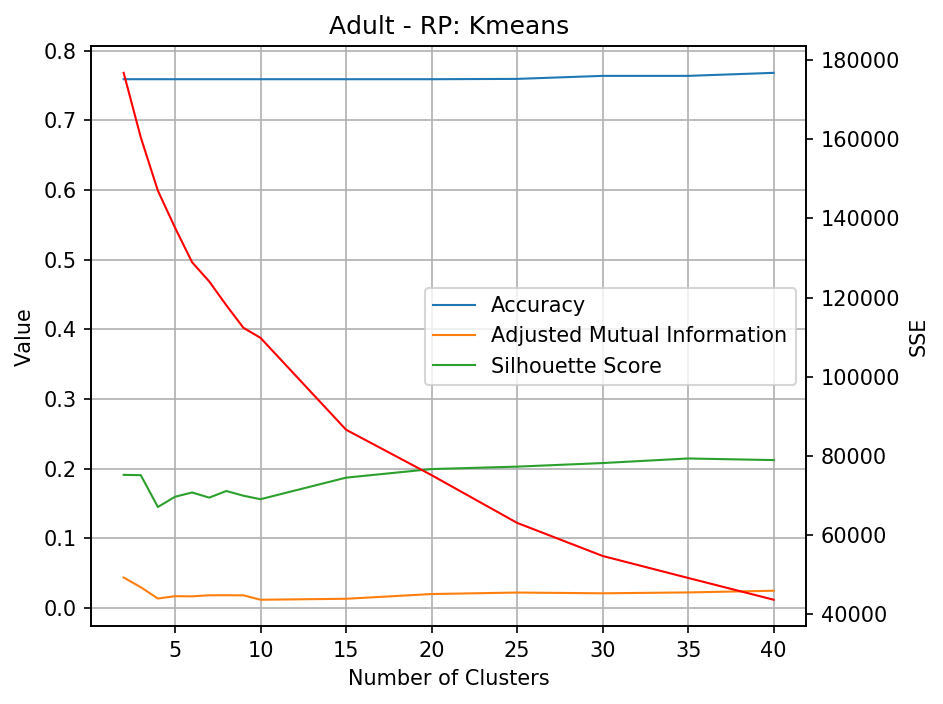 Adult - RP: Kmeans
0.8
0.7
0.6
0.5
0.4
0.3
0.2
0.1
0.0
Value
180000
160000
140000
120000
100000
80000
60000
40000
SSE
Accuracy
Adjusted Mutual Information
Silhouette Score
5 10 15 20 25 30 35 40
Number of Clusters